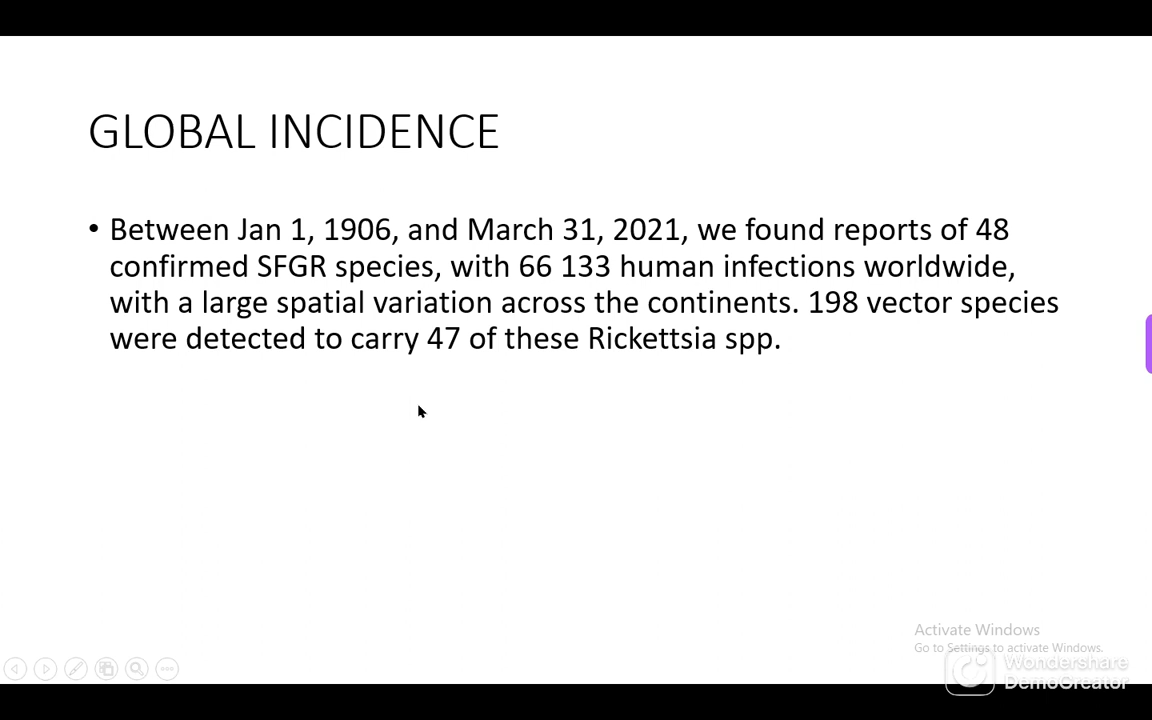 GLOBAL INCIDENCE
• Between Jan 1, 1906, and March 31, 2021, we found reports of 48
confirmed SFGR species, with 66 133 human infections worldwide,
with a large spatial variation across the continents. 198 vector species
were detected to carry 47 of these Rickettsia spp.
Activate Windows
Go to Settings to activate Windows.
Wondershare
DemoCreator